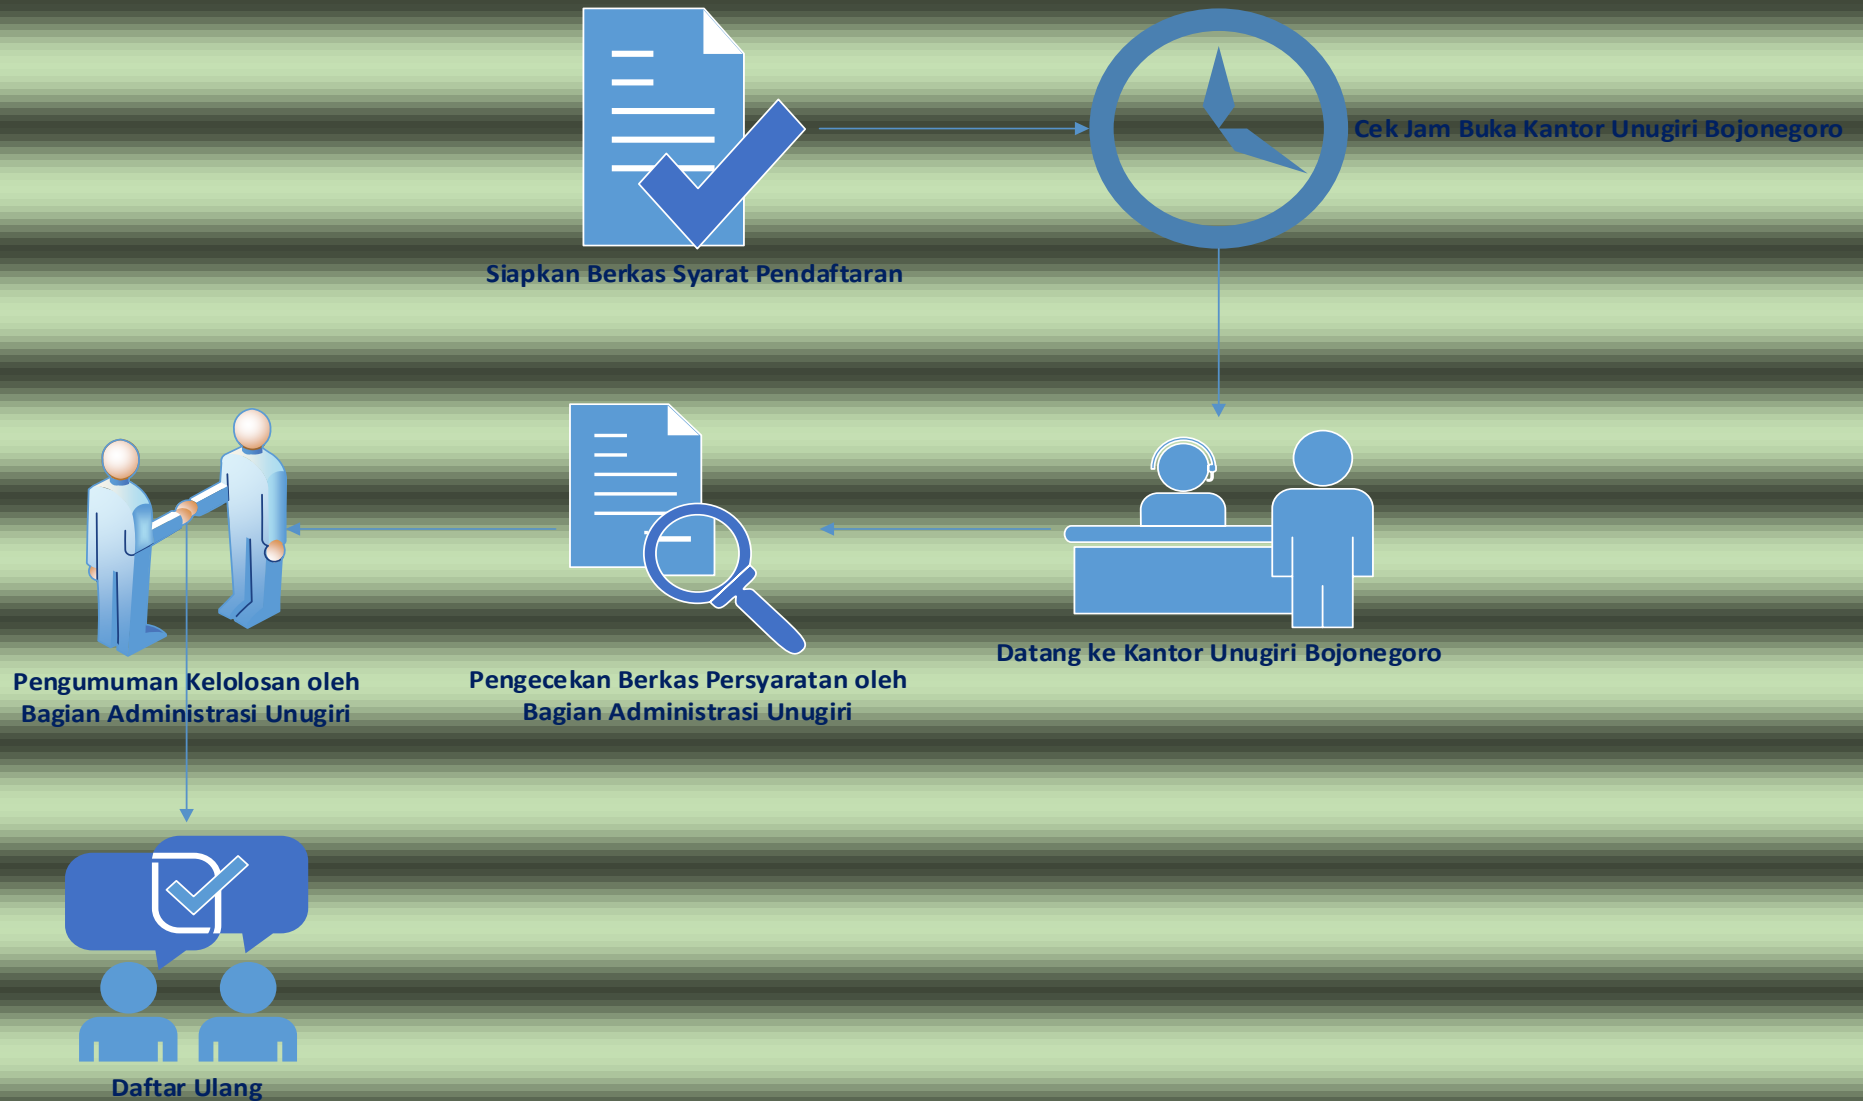 Siapkan Berkas Syarat Pendaftaran
Cek Jam Buka Kantor Unugiri Bojonegoro
Datang ke Kantor Unugiri Bojonegoro
Pengecekan Berkas Persyaratan oleh
Bagian Administrasi Unugiri
Pengumuman Kelolosan oleh
Bagian Administrasi Unugiri
Daftar Ulang